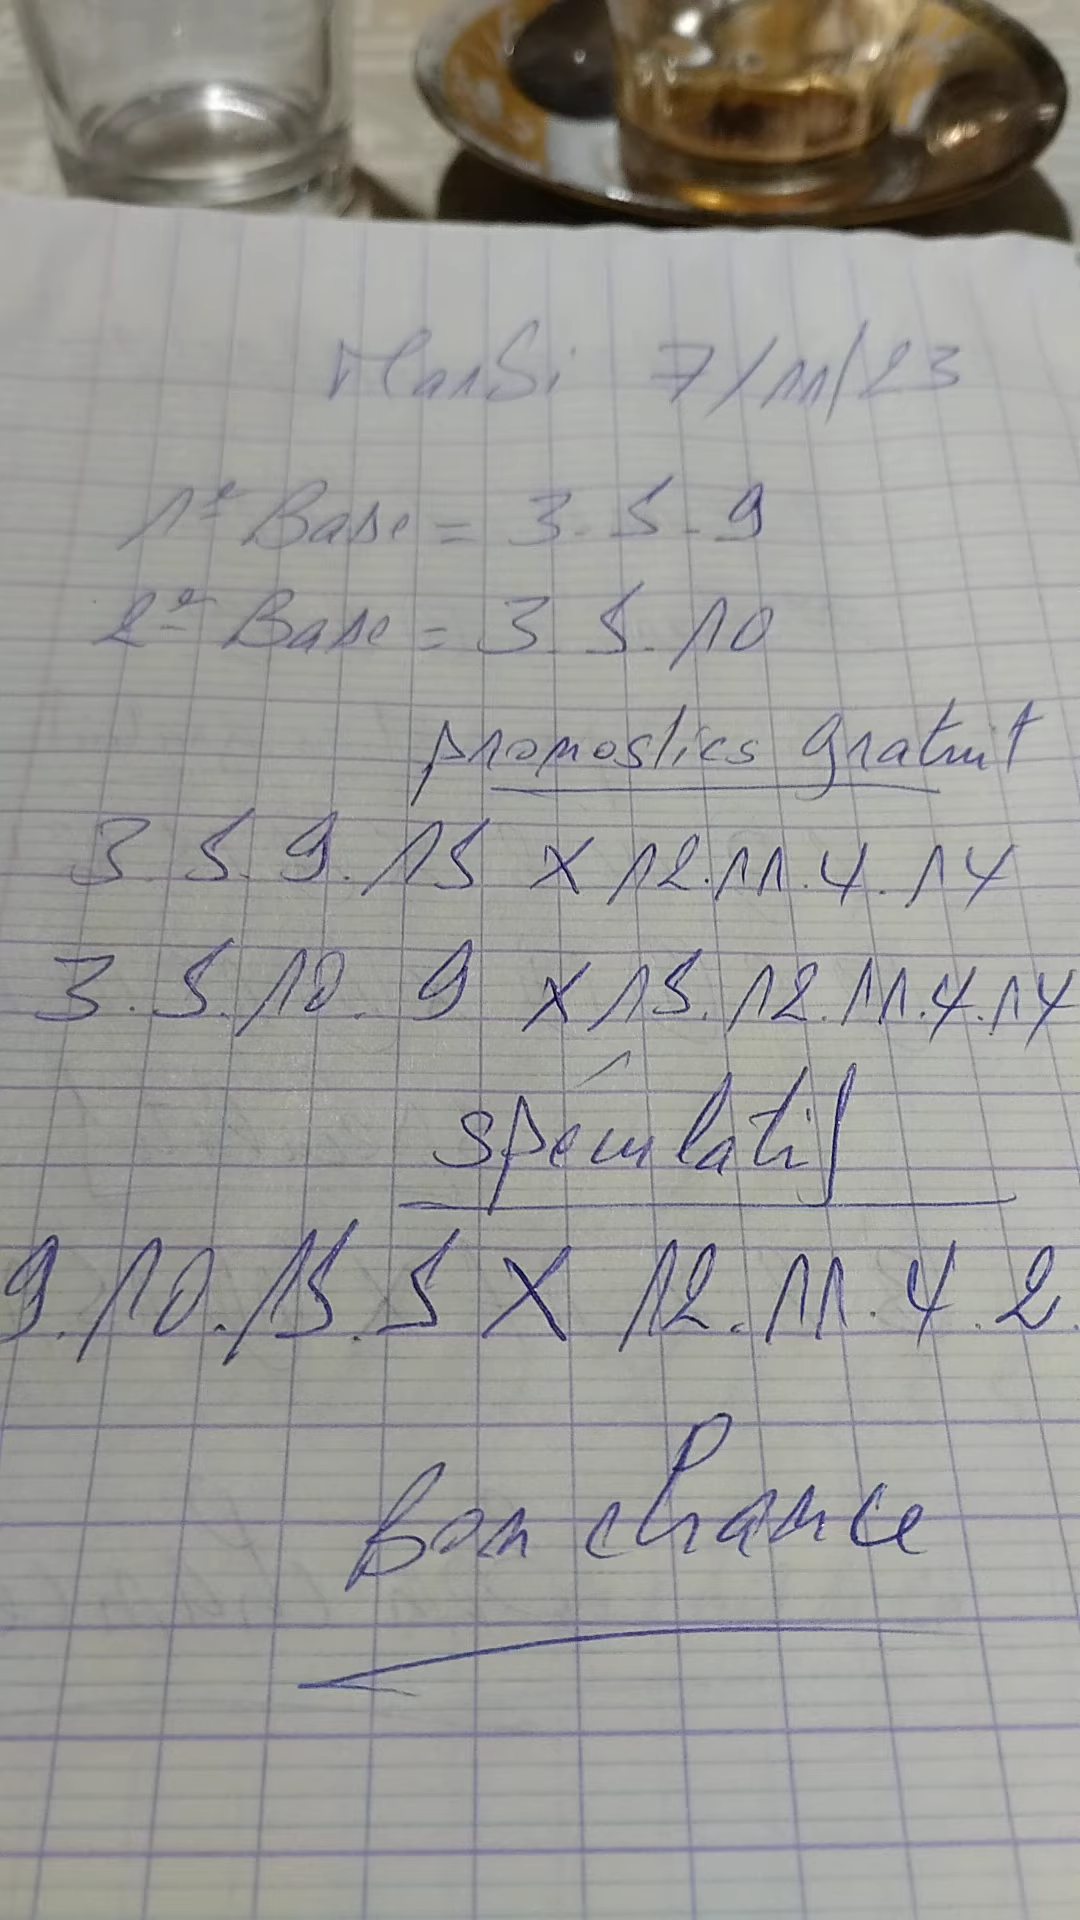 MarSi 7/11/23
1e Base = 3.5.9
2e Base = 3.5.10
pronostics gratuit
3.5.9.15 X 12.11.4.14
3.5.10.9 X 15.12.11.4.14
spéculatif
9.10.15.5 X 12.11.4.2.
Bon chance